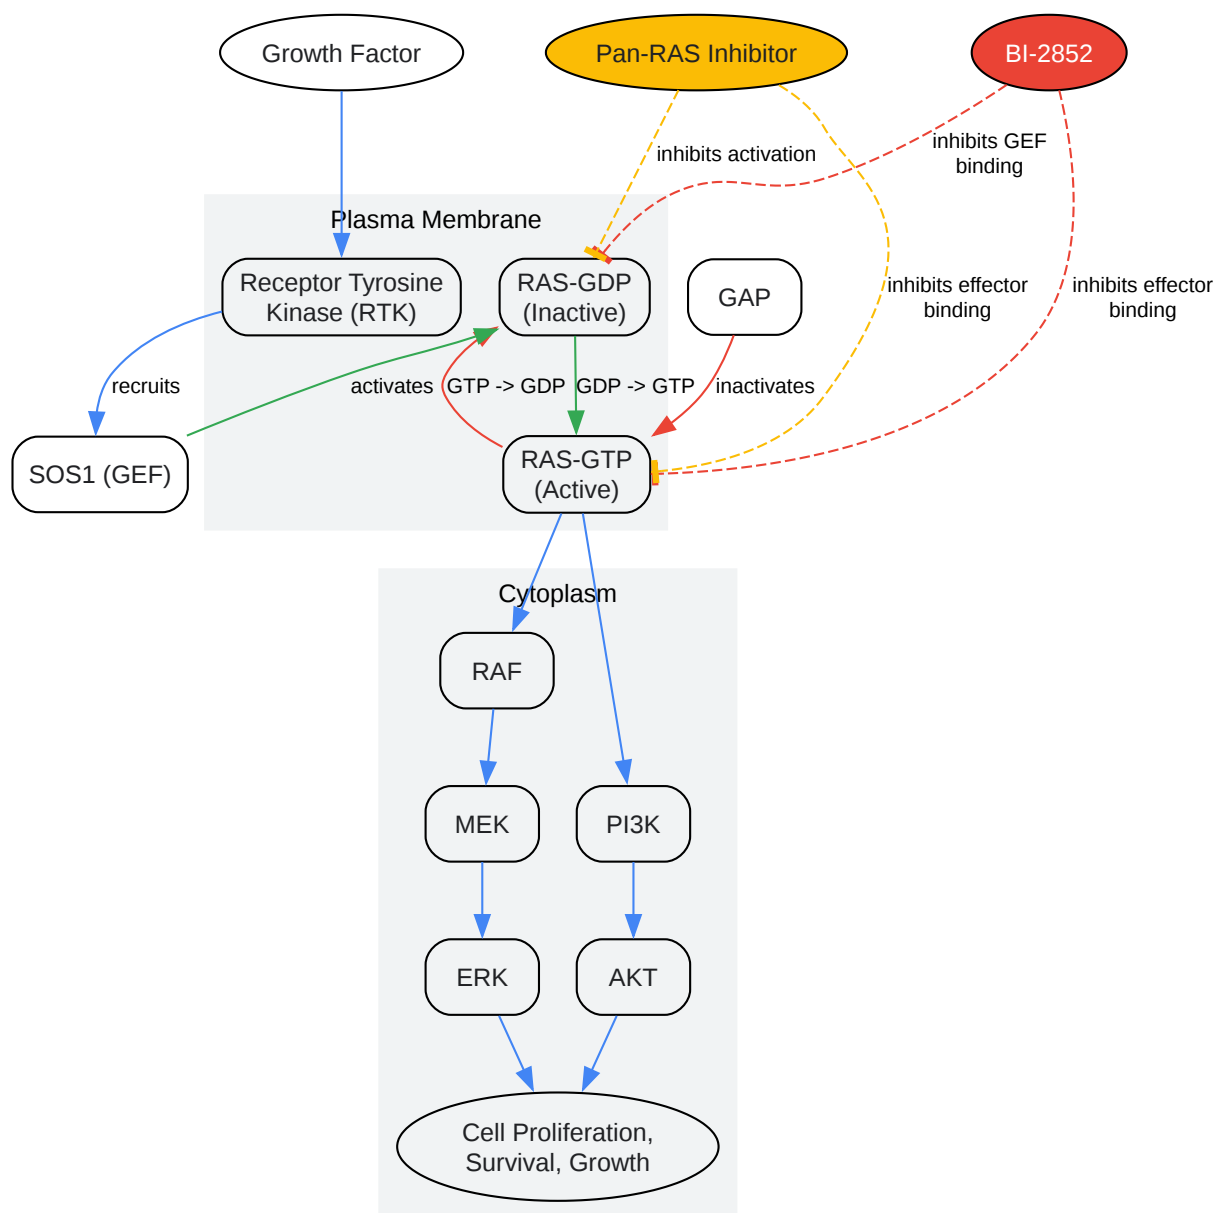 Growth Factor
Pan-RAS Inhibitor
BI-2852
inhibits activation
inhibits GEF
binding
Plasma Membrane
Receptor Tyrosine
Kinase (RTK)
RAS-GDP
(Inactive)
GAP
inhibits effector
binding
inhibits effector
binding
recruits
activates
GTP -> GDP
GDP -> GTP
inactivates
SOS1 (GEF)
RAS-GTP
(Active)
Cytoplasm
RAF
MEK
PI3K
ERK
AKT
Cell Proliferation,
Survival, Growth